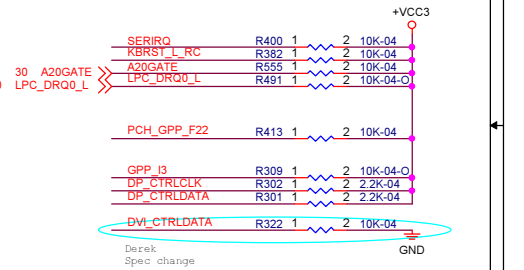 +VCC3
SERIRQ R400 1 2 10K-04
KBRST_L_RC R382 1 2 10K-04
30 A20GATE A20GATE R555 1 2 10K-04
LPC_DRQ0_L LPC_DRQ0_L R491 1 2 10K-04-O
PCH_GPP_F22 R413 1 2 10K-04
GPP_I3 R309 1 2 10K-04-O
DP_CTRLCLK R302 1 2 2.2K-04
DP_CTRLDATA R301 1 2 2.2K-04
DVI_CTRLDATA R322 1 2 10K-04
Derek
Spec change
GND